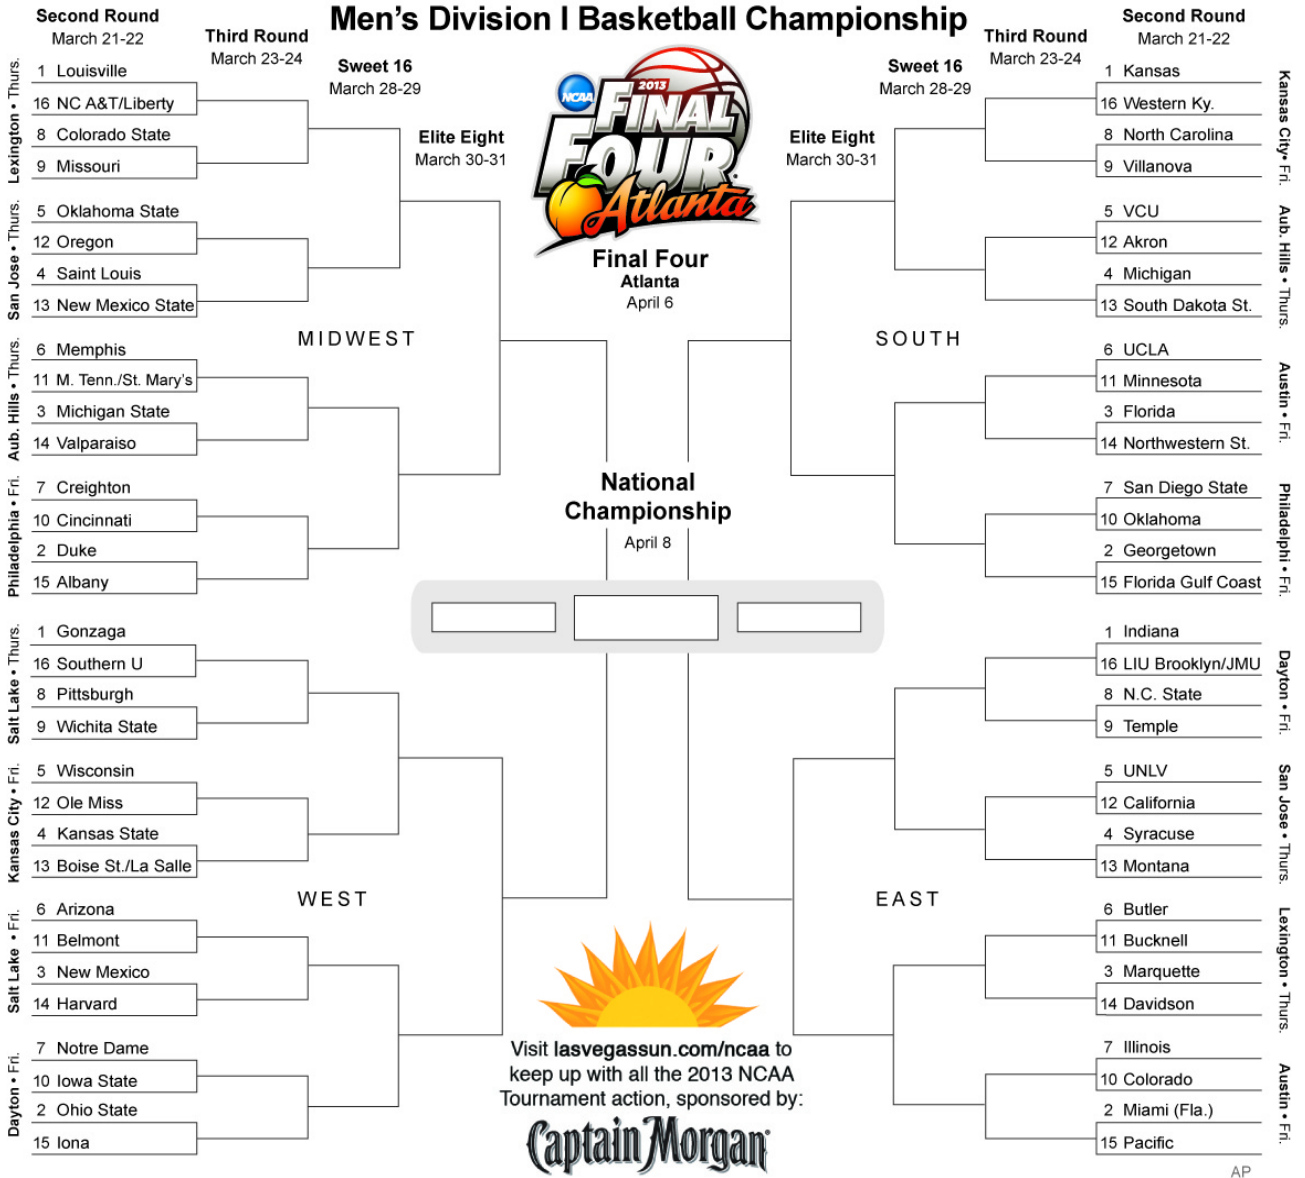 Men's Division I Basketball Championship
Second Round
March 21-22
Third Round
March 23-24
Sweet 16
March 28-29
Elite Eight
March 30-31
Lexington • Thurs.
1 Louisville
16 NC A&T/Liberty
8 Colorado State
9 Missouri
San Jose • Thurs.
5 Oklahoma State
12 Oregon
4 Saint Louis
13 New Mexico State
MIDWEST
Aub. Hills • Thurs.
6 Memphis
11 M. Tenn./St. Mary's
3 Michigan State
14 Valparaiso
Philadelphia • Fri.
7 Creighton
10 Cincinnati
2 Duke
15 Albany
Salt Lake • Thurs.
1 Gonzaga
16 Southern U
8 Pittsburgh
9 Wichita State
Kansas City • Fri.
5 Wisconsin
12 Ole Miss
4 Kansas State
13 Boise St./La Salle
WEST
Salt Lake • Fri.
6 Arizona
11 Belmont
3 New Mexico
14 Harvard
Dayton • Fri.
7 Notre Dame
10 Iowa State
2 Ohio State
15 Iona
NCAA
2013
FINAL
FOUR
Atlanta
Final Four
Atlanta
April 6
National
Championship
April 8
Visit lasvegassun.com/ncaa to
keep up with all the 2013 NCAA
Tournament action, sponsored by:
Captain Morgan
Elite Eight
March 30-31
Sweet 16
March 28-29
Third Round
March 23-24
Second Round
March 21-22
Kansas City• Fri.
1 Kansas
16 Western Ky.
8 North Carolina
9 Villanova
Aub. Hills • Thurs.
5 VCU
12 Akron
4 Michigan
13 South Dakota St.
SOUTH
Austin • Fri.
6 UCLA
11 Minnesota
3 Florida
14 Northwestern St.
Philadelphi • Fri.
7 San Diego State
10 Oklahoma
2 Georgetown
15 Florida Gulf Coast
Dayton • Fri.
1 Indiana
16 LIU Brooklyn/JMU
8 N.C. State
9 Temple
San Jose • Thurs.
5 UNLV
12 California
4 Syracuse
13 Montana
EAST
Lexington • Thurs.
6 Butler
11 Bucknell
3 Marquette
14 Davidson
Austin • Fri.
7 Illinois
10 Colorado
2 Miami (Fla.)
15 Pacific
AP